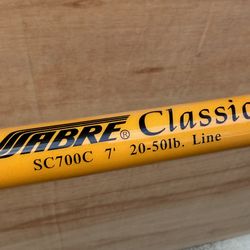 SABRE® Classic
SC700C 7' 20-50lb. Line